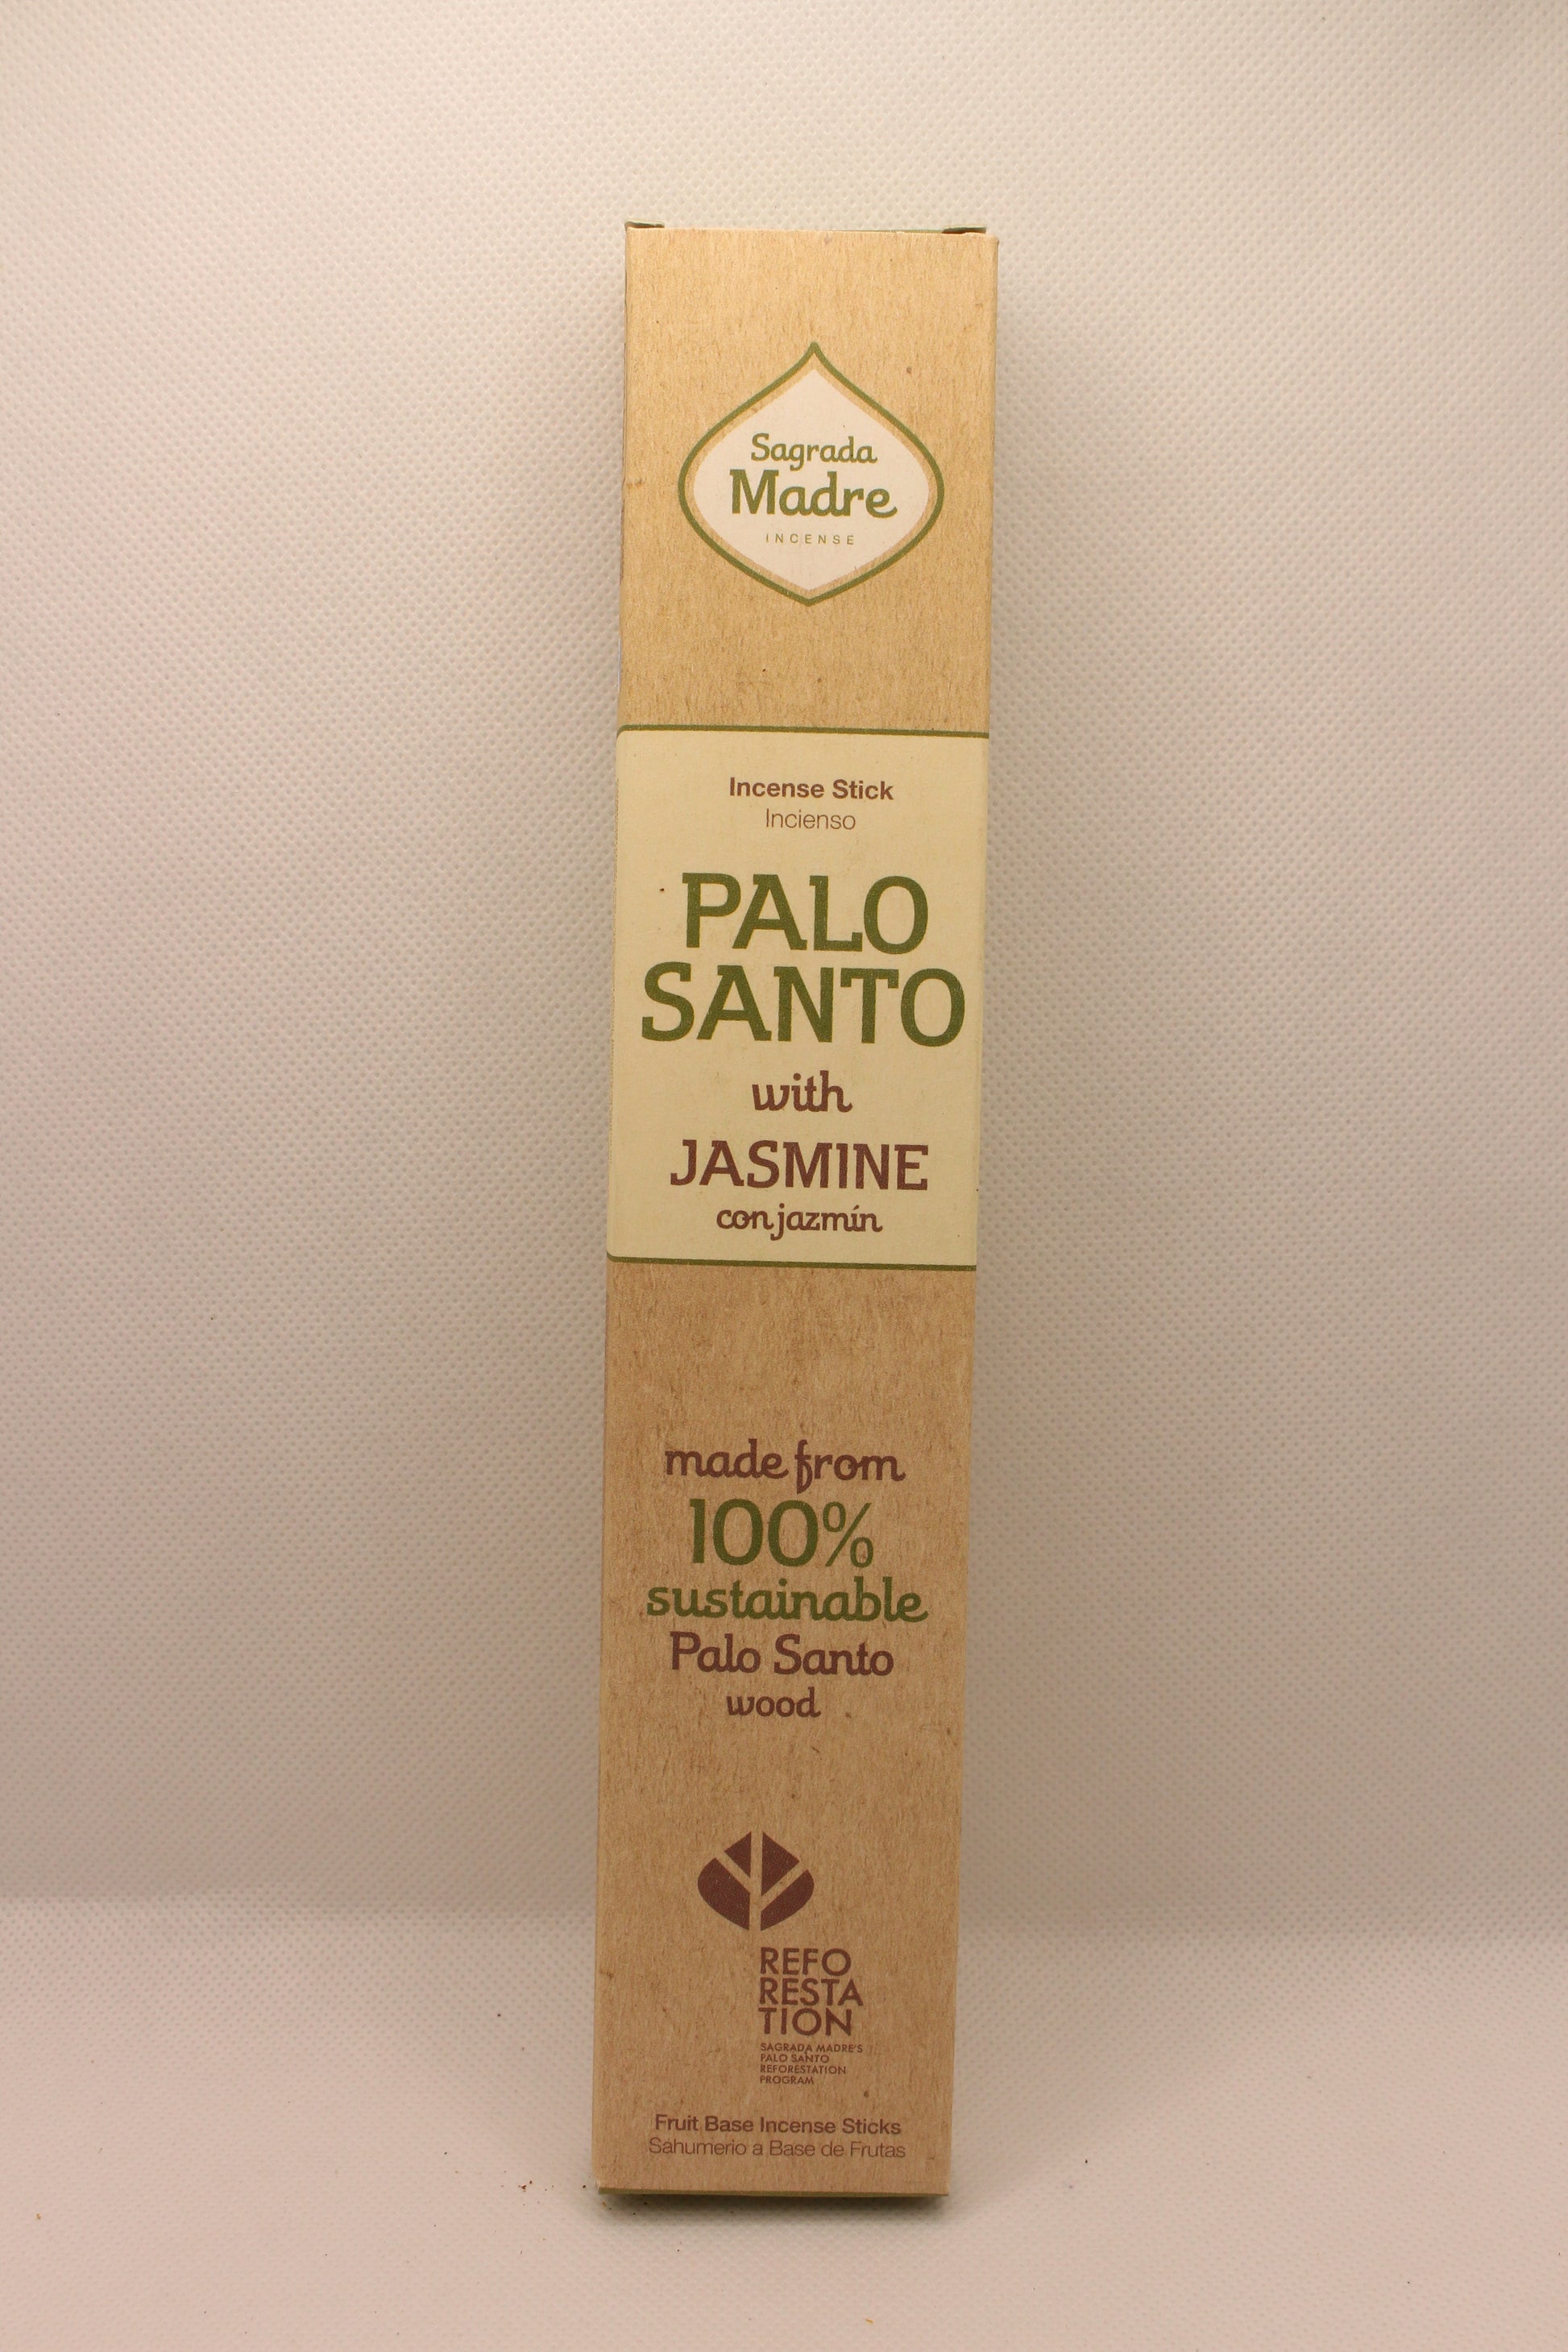 Sagrada
Madre
INCENSE
Incense Stick
Incienso
PALO
SANTO
with
JASMINE
con jazmín
made from
100%
sustainable
Palo Santo
wood
REFO
RESTA
TION
SAGRADA MADRE'S
PALO SANTO
REFORESTATION
PROGRAM
Fruit Base Incense Sticks
Sahumerio a Base de Frutas